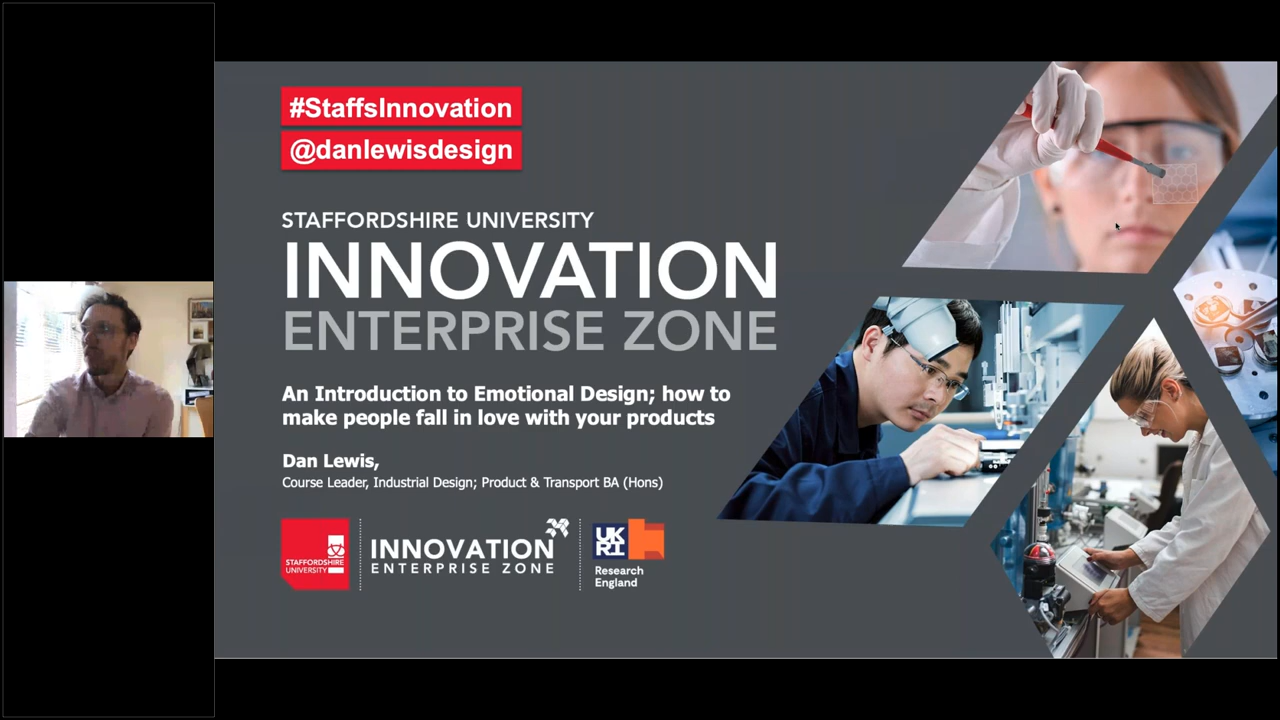 #StaffsInnovation
@danlewisdesign
STAFFORDSHIRE UNIVERSITY
INNOVATION
ENTERPRISE ZONE
An Introduction to Emotional Design; how to
make people fall in love with your products
Dan Lewis,
Course Leader, Industrial Design; Product & Transport BA (Hons)
STAFFORDSHIRE
UNIVERSITY
INNOVATION
ENTERPRISE ZONE
UK
RI
Research
England